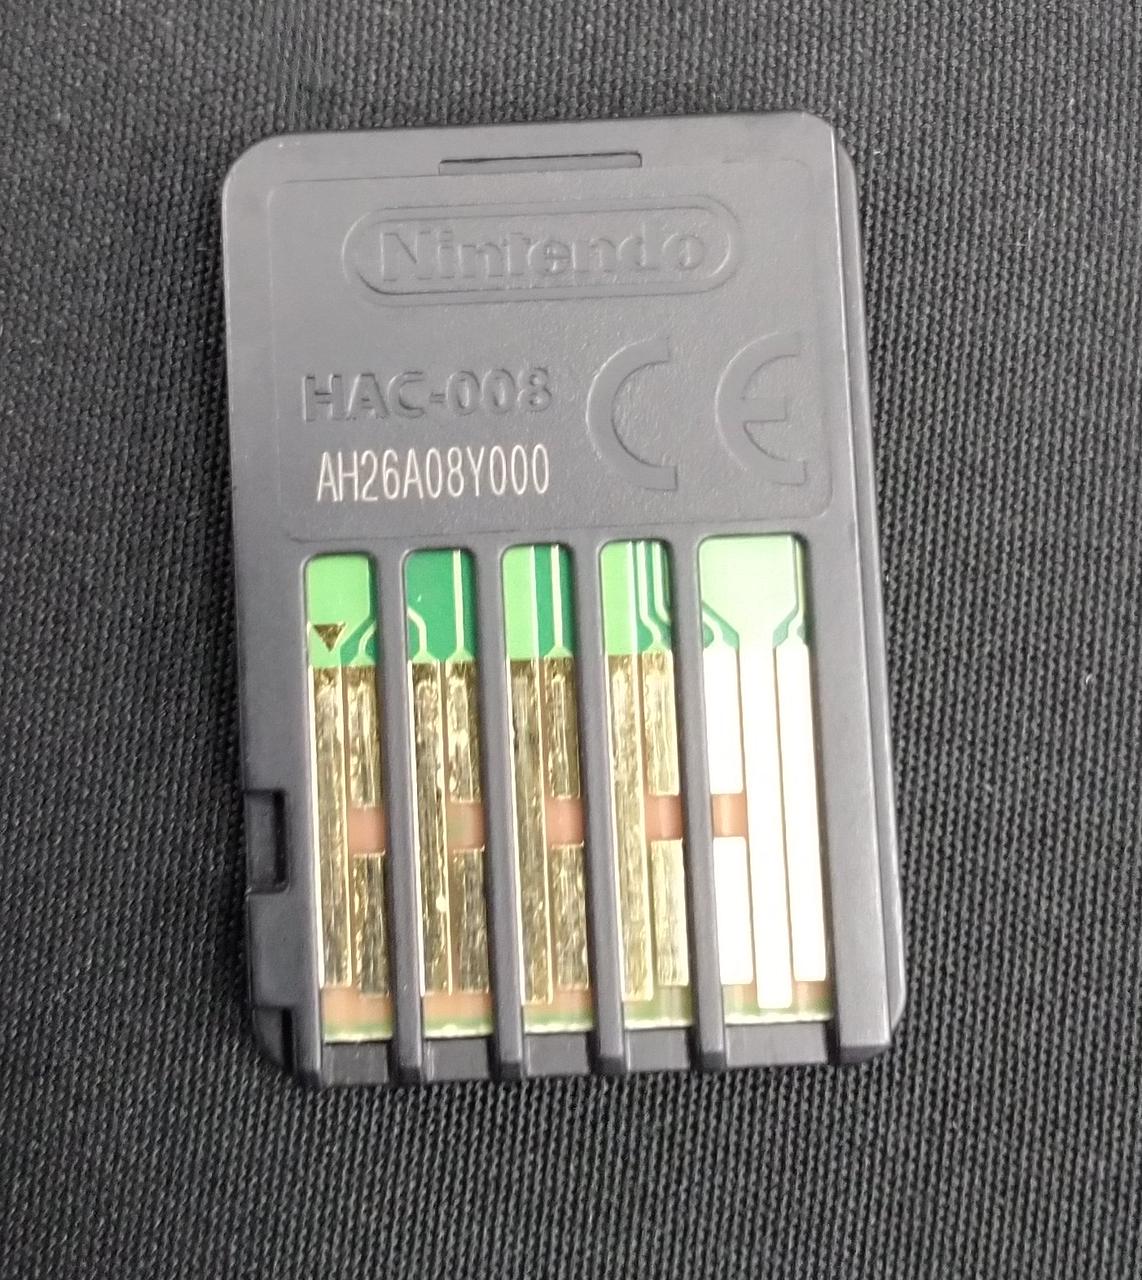 Nintendo
HAC-008
CE
AH26A08Y000